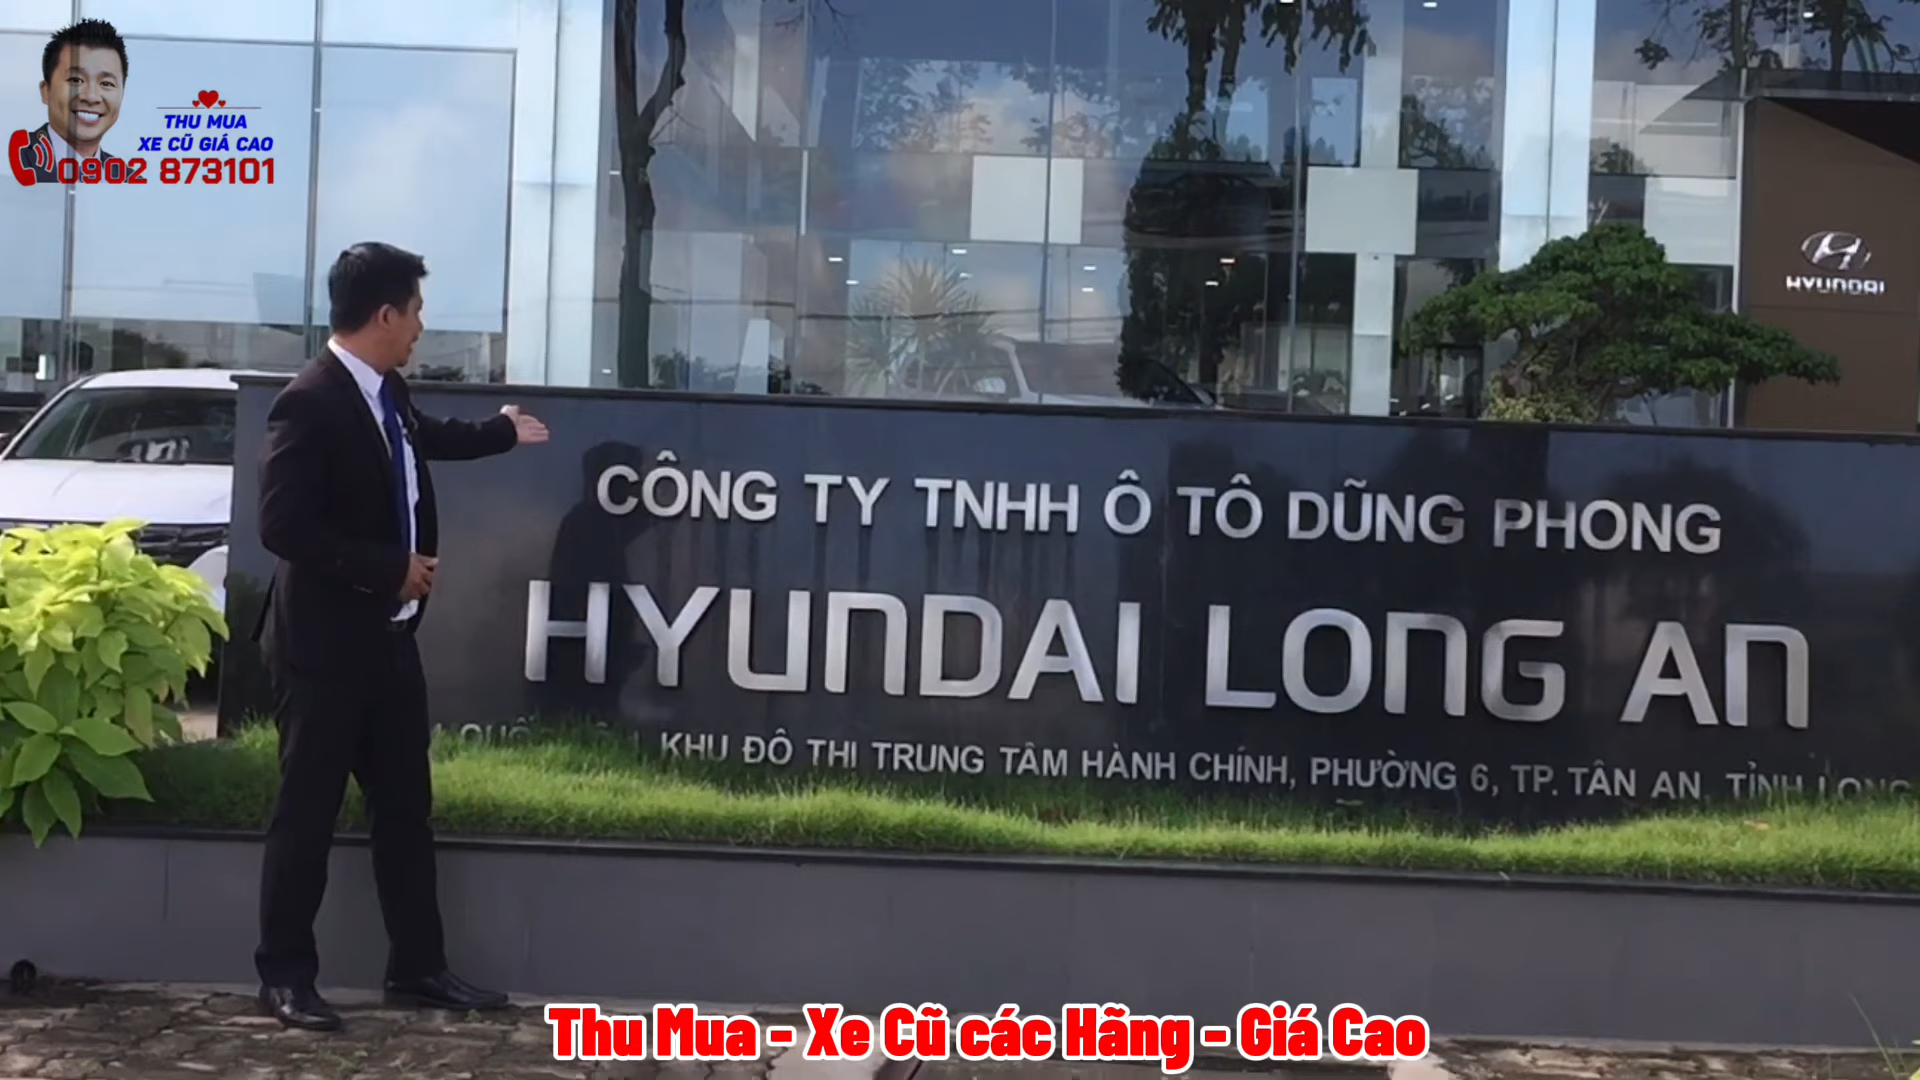 THU MUA
XE CŨ GIÁ CAO
0902 873101
HYUNDAI
CÔNG TY TNHH Ô TÔ DŨNG PHONG
HYUNDAI LONG AN
KHU ĐÔ THỊ TRUNG TÂM HÀNH CHÍNH, PHƯỜNG 6, TP. TÂN AN, TỈNH LONG
Thu Mua - Xe Cũ các Hãng - Giá Cao